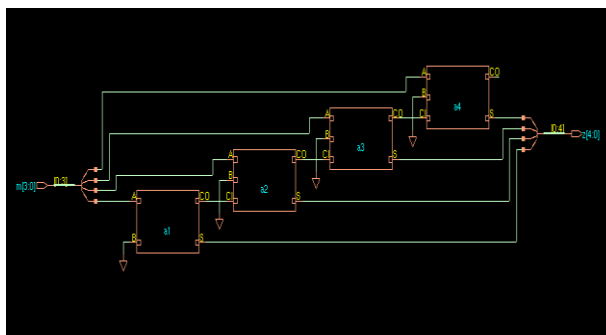 A CO
B
a4
CI S
[0:4]
z[4:0]
A CO
B
a3
CI S
A CO
B
a2
CI S
m[3:0]
[0:3]
A CO
a1
B S